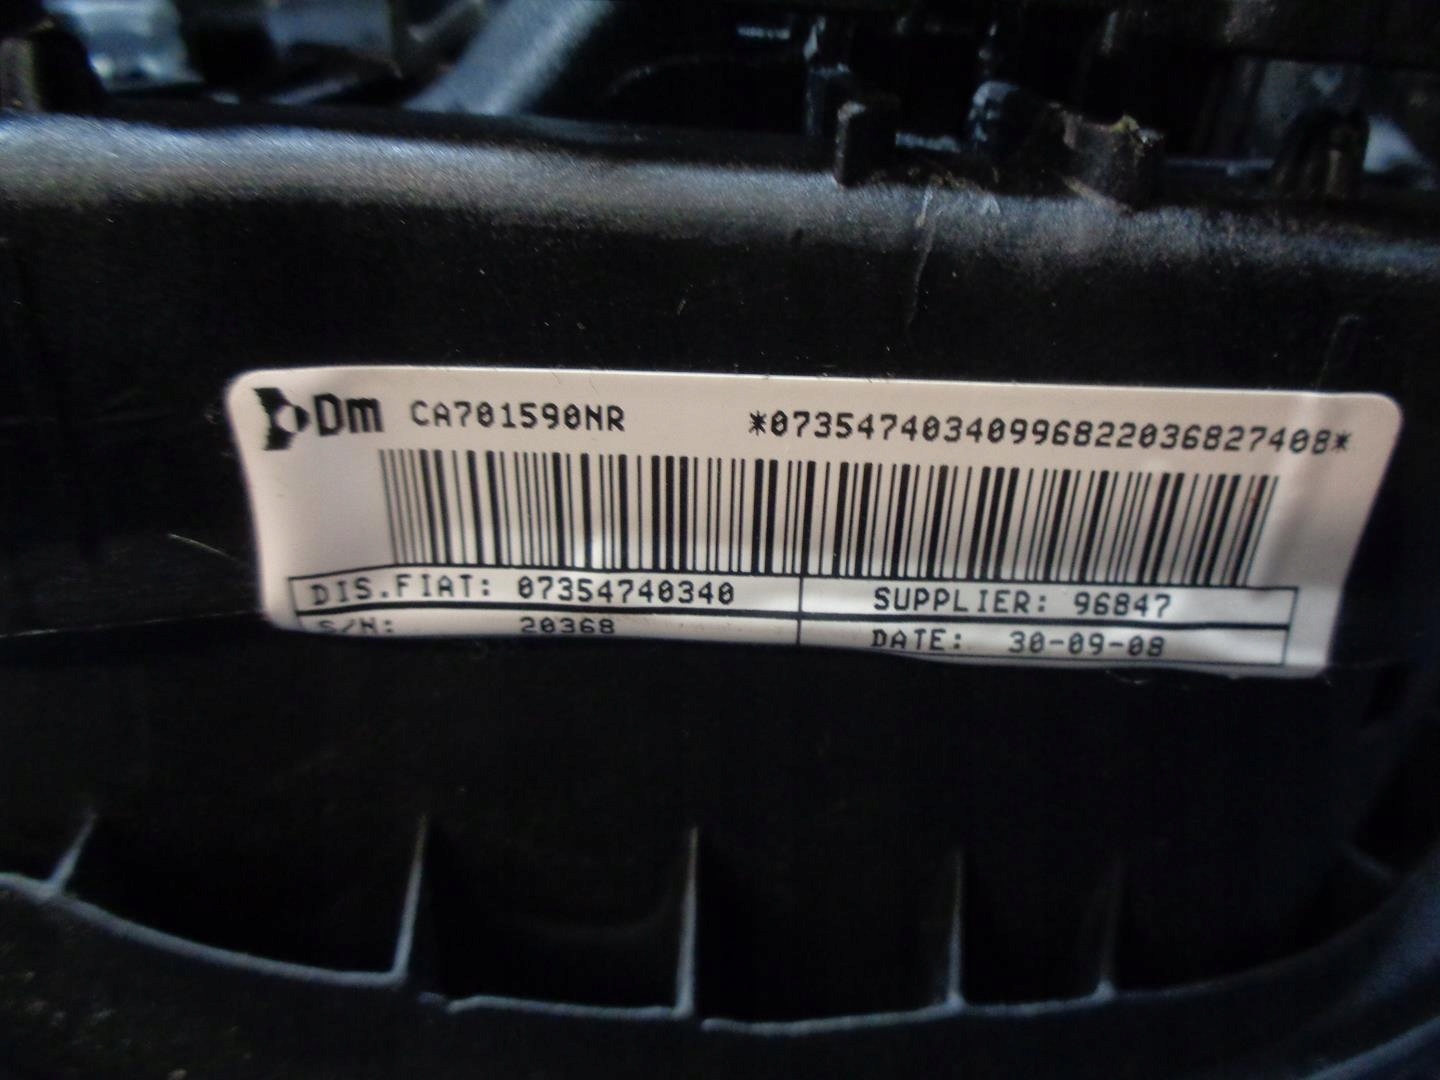 Dm CA701590NR *07354740340996822036827408*
DIS.FIAT: 07354740340 SUPPLIER: 96847
S/N: 20368 DATE: 30-09-08